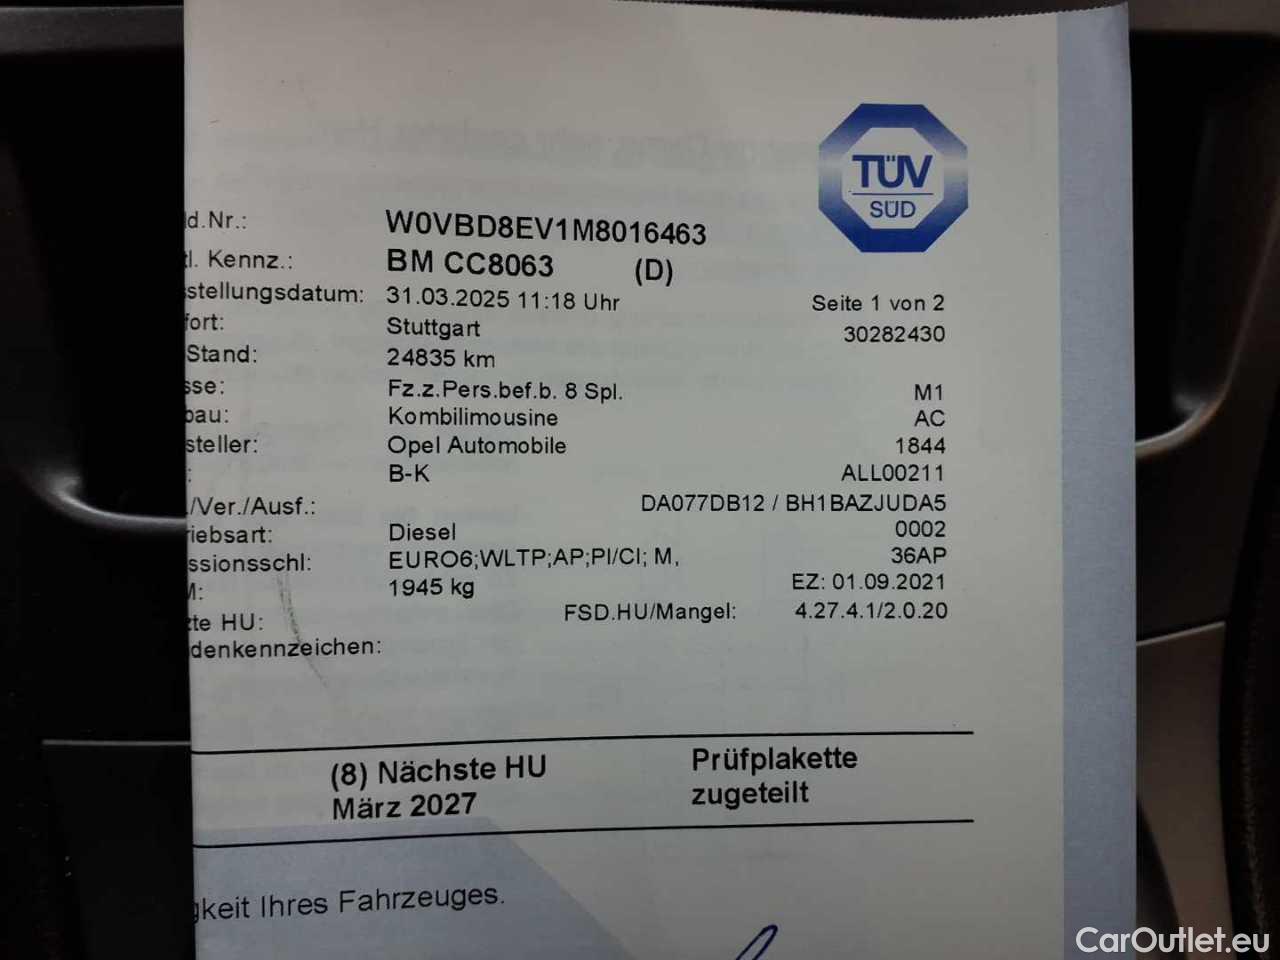 TÜV
SÜD
d.Nr.: W0VBD8EV1M8016463
tl. Kennz.: BM CC8063 (D)
sstellungsdatum: 31.03.2025 11:18 Uhr Seite 1 von 2
fort: Stuttgart 30282430
Stand: 24835 km
sse: Fz.z.Pers.bef.b. 8 Spl. M1
bau: Kombilimousine AC
steller: Opel Automobile 1844
: B-K ALL00211
./Ver./Ausf.: DA077DB12 / BH1BAZJUDA5
riebsart: Diesel 0002
ssionsschl: EURO6;WLTP;AP;PI/CI; M, 36AP
M: 1945 kg EZ: 01.09.2021
zte HU: FSD.HU/Mangel: 4.27.4.1/2.0.20
denkennzeichen:
(8) Nächste HU Prüfplakette
März 2027 zugeteilt
gkeit Ihres Fahrzeuges.
CarOutlet.eu